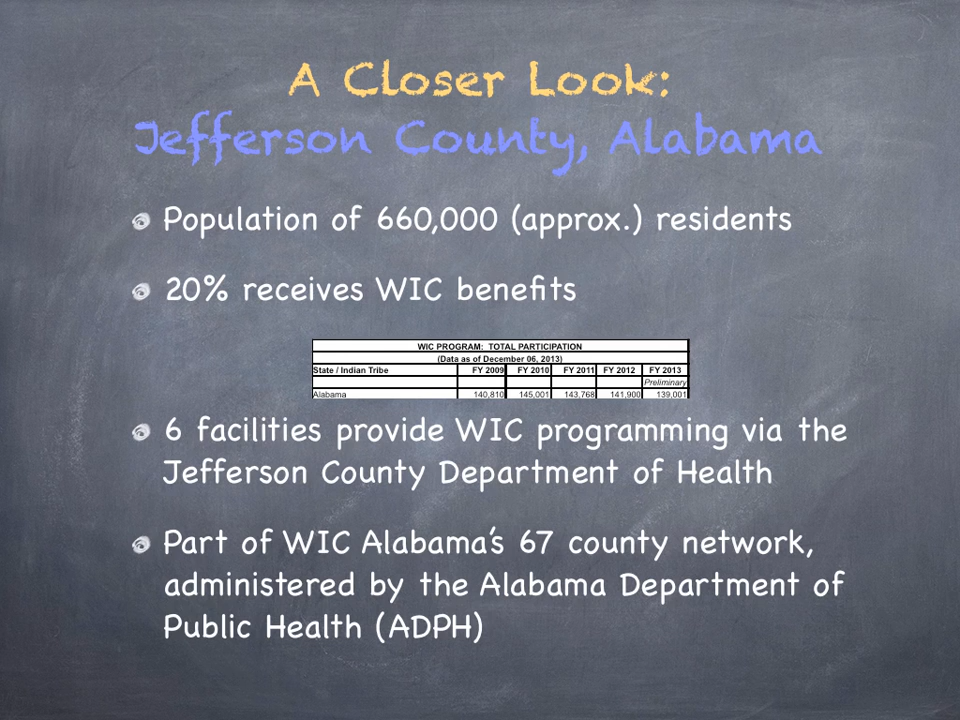 A Closer Look:
Jefferson County, Alabama
Population of 660,000 (approx.) residents
20% receives WIC benefits
WIC PROGRAM: TOTAL PARTICIPATION
(Data as of December 06, 2013)
State / Indian Tribe FY 2009 FY 2010 FY 2011 FY 2012 FY 2013
Preliminary
Alabama 140,810 145,001 143,768 141,900 139,001
6 facilities provide WIC programming via the
Jefferson County Department of Health
Part of WIC Alabama's 67 county network,
administered by the Alabama Department of
Public Health (ADPH)